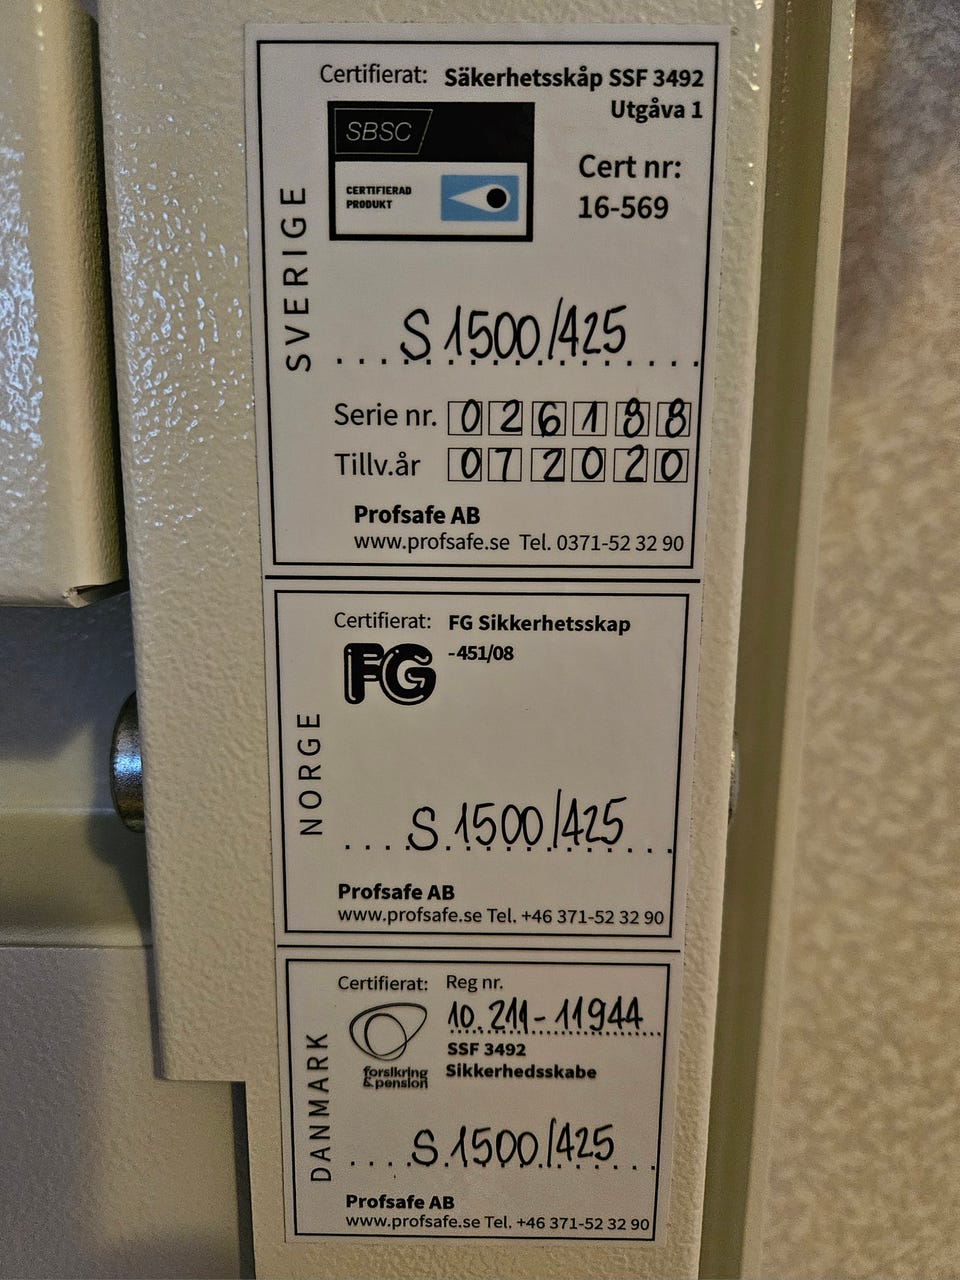 SVERIGE
Certifierat: Säkerhetsskåp SSF 3492
Utgåva 1
SBSC
CERTIFIERAD
PRODUKT
Cert nr:
16-569
S 1500/425
Serie nr. 026188
Tillv.år 072020
Profsafe AB
www.profsafe.se Tel. 0371-52 32 90
NORGE
Certifierat: FG Sikkerhetsskap
-451/08
FG
S 1500/425
Profsafe AB
www.profsafe.se Tel. +46 371-52 32 90
DANMARK
Certifierat: Reg nr.
10.211-11944
SSF 3492
Sikkerhedsskabe
forsikring
& pension
S 1500/425
Profsafe AB
www.profsafe.se Tel. +46 371-52 32 90